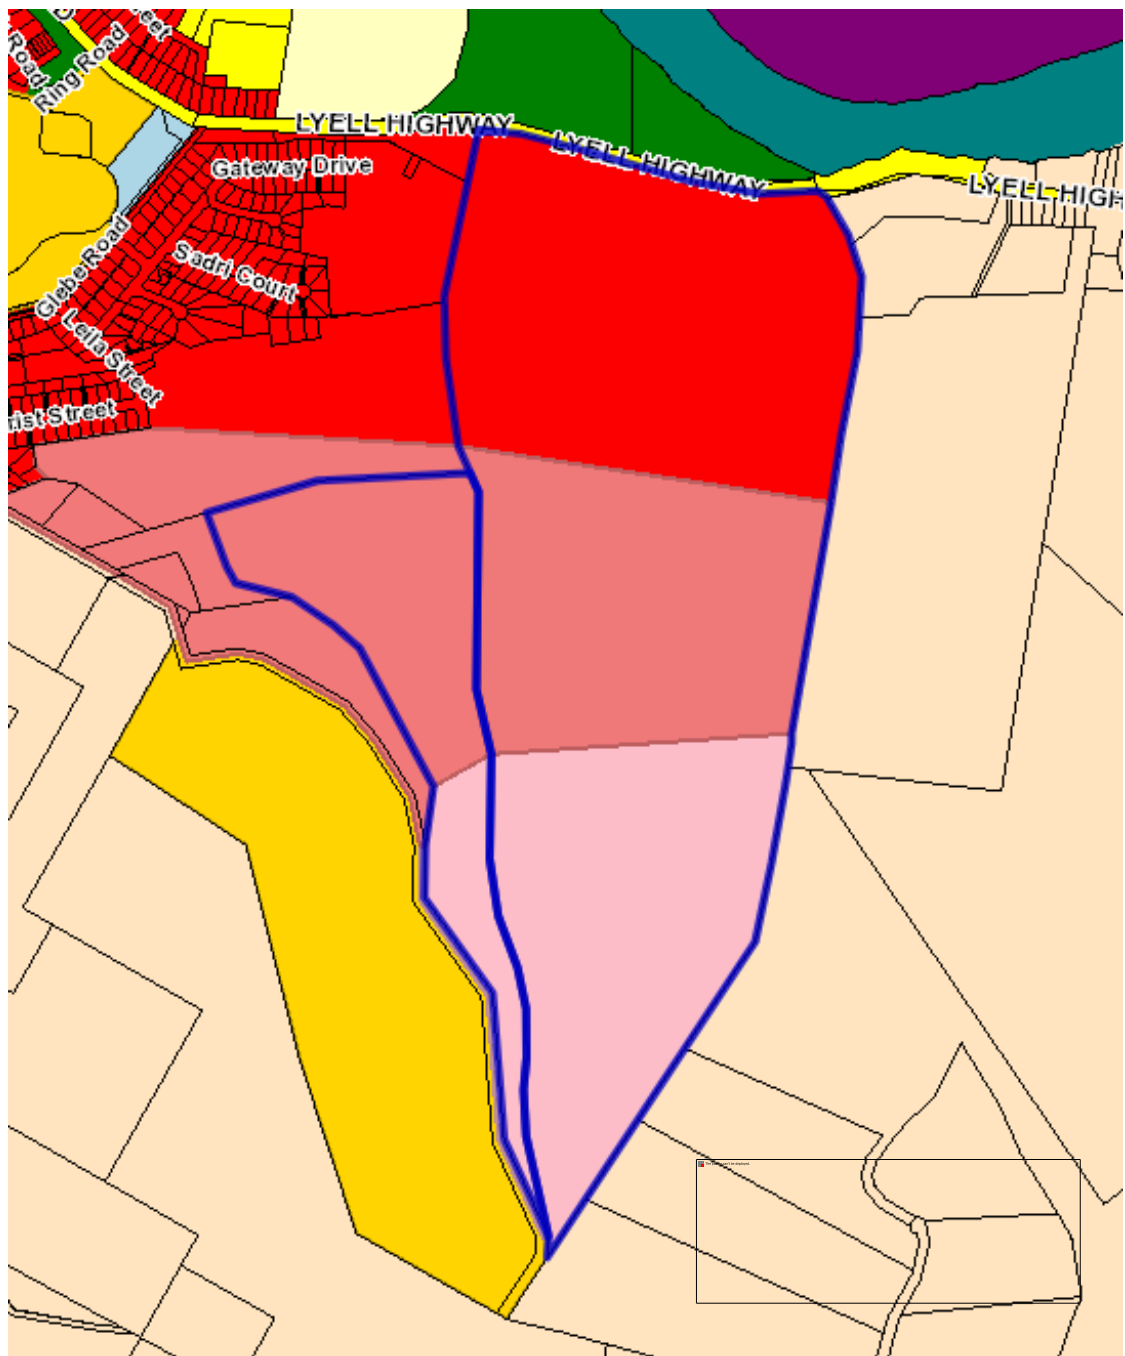 Road
Ring Road
LYELL HIGHWAY
LYELL HIGHWAY
LYELL HIGH
Gateway Drive
Sadri Court
Glebe Road
Leila Street
rist Street